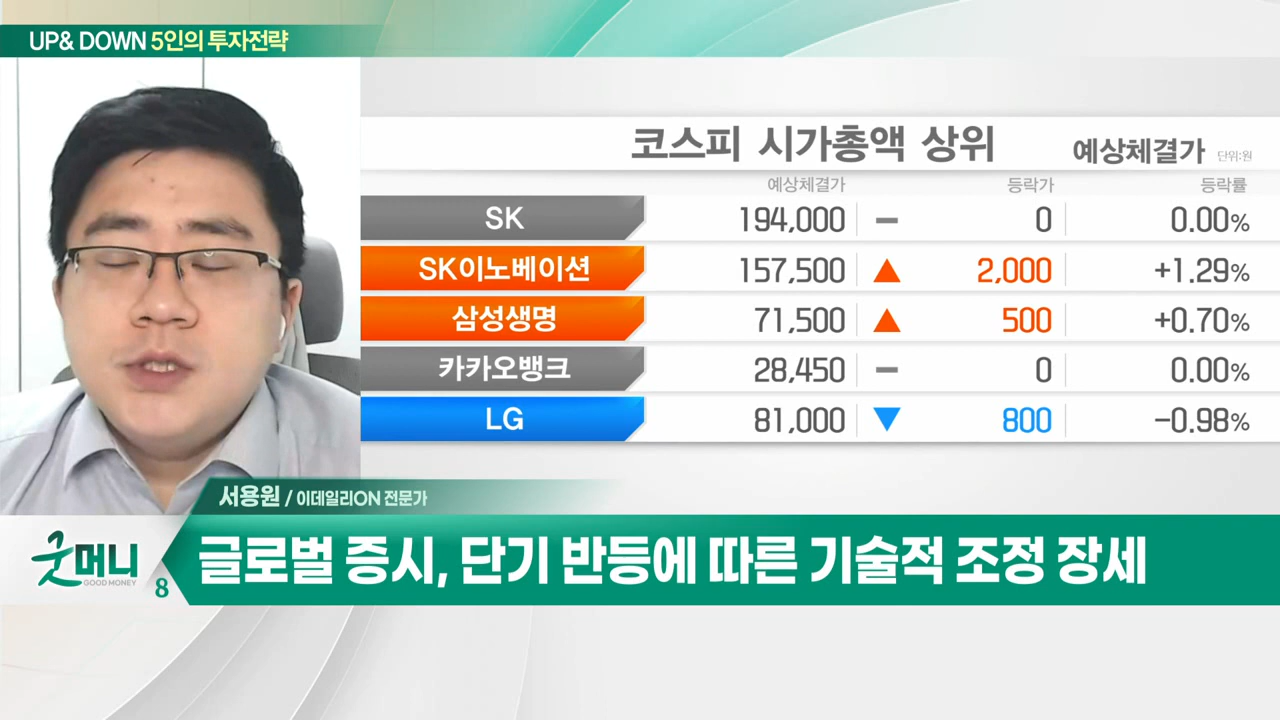 UP& DOWN 5인의 투자전략
코스피 시가총액 상위 예상체결가 단위:원
예상체결가 등락가 등락률
SK 194,000 － 0 0.00%
SK이노베이션 157,500 ▲ 2,000 +1.29%
삼성생명 71,500 ▲ 500 +0.70%
카카오뱅크 28,450 － 0 0.00%
LG 81,000 ▼ 800 -0.98%
서용원 / 이데일리ON 전문가
굿머니
GOOD MONEY
8
글로벌 증시, 단기 반등에 따른 기술적 조정 장세